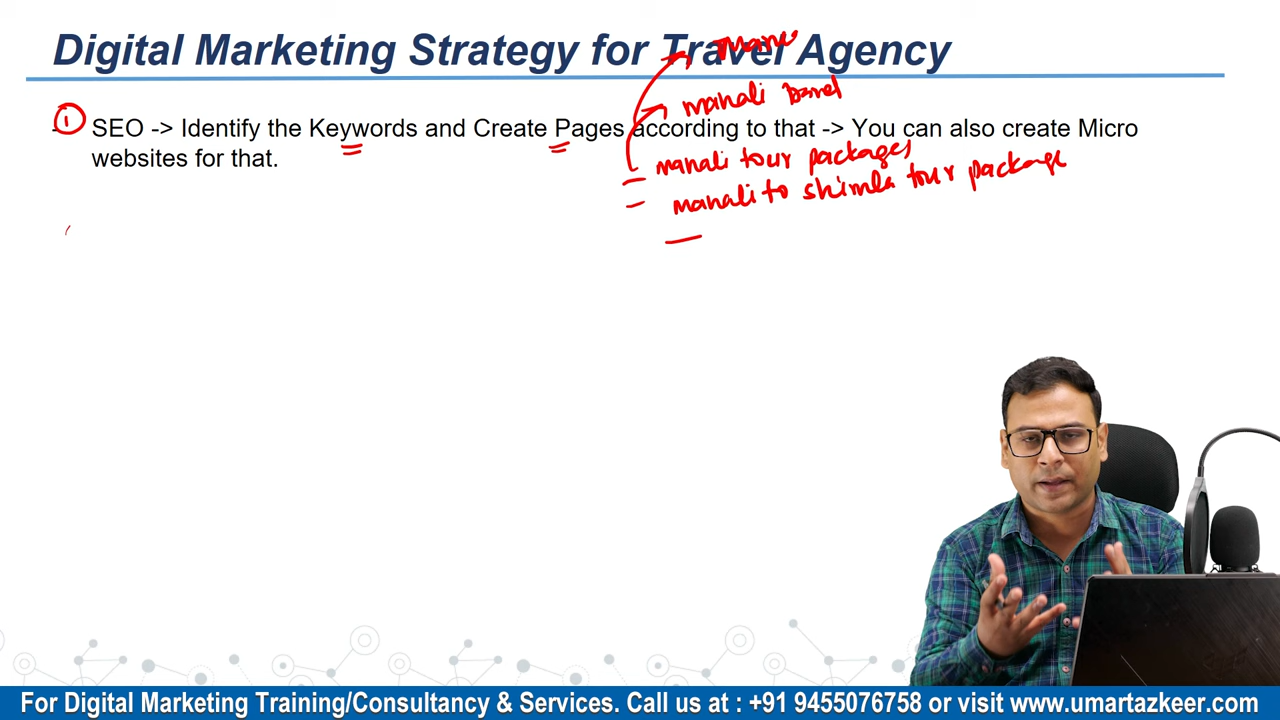 Digital Marketing Strategy for Travel Agency
manali
1 SEO -> Identify the Keywords and Create Pages according to that -> You can also create Micro
websites for that.
manali tour packages
manali to shimla tour package
For Digital Marketing Training/Consultancy & Services. Call us at : +91 9455076758 or visit www.umartazkeer.com